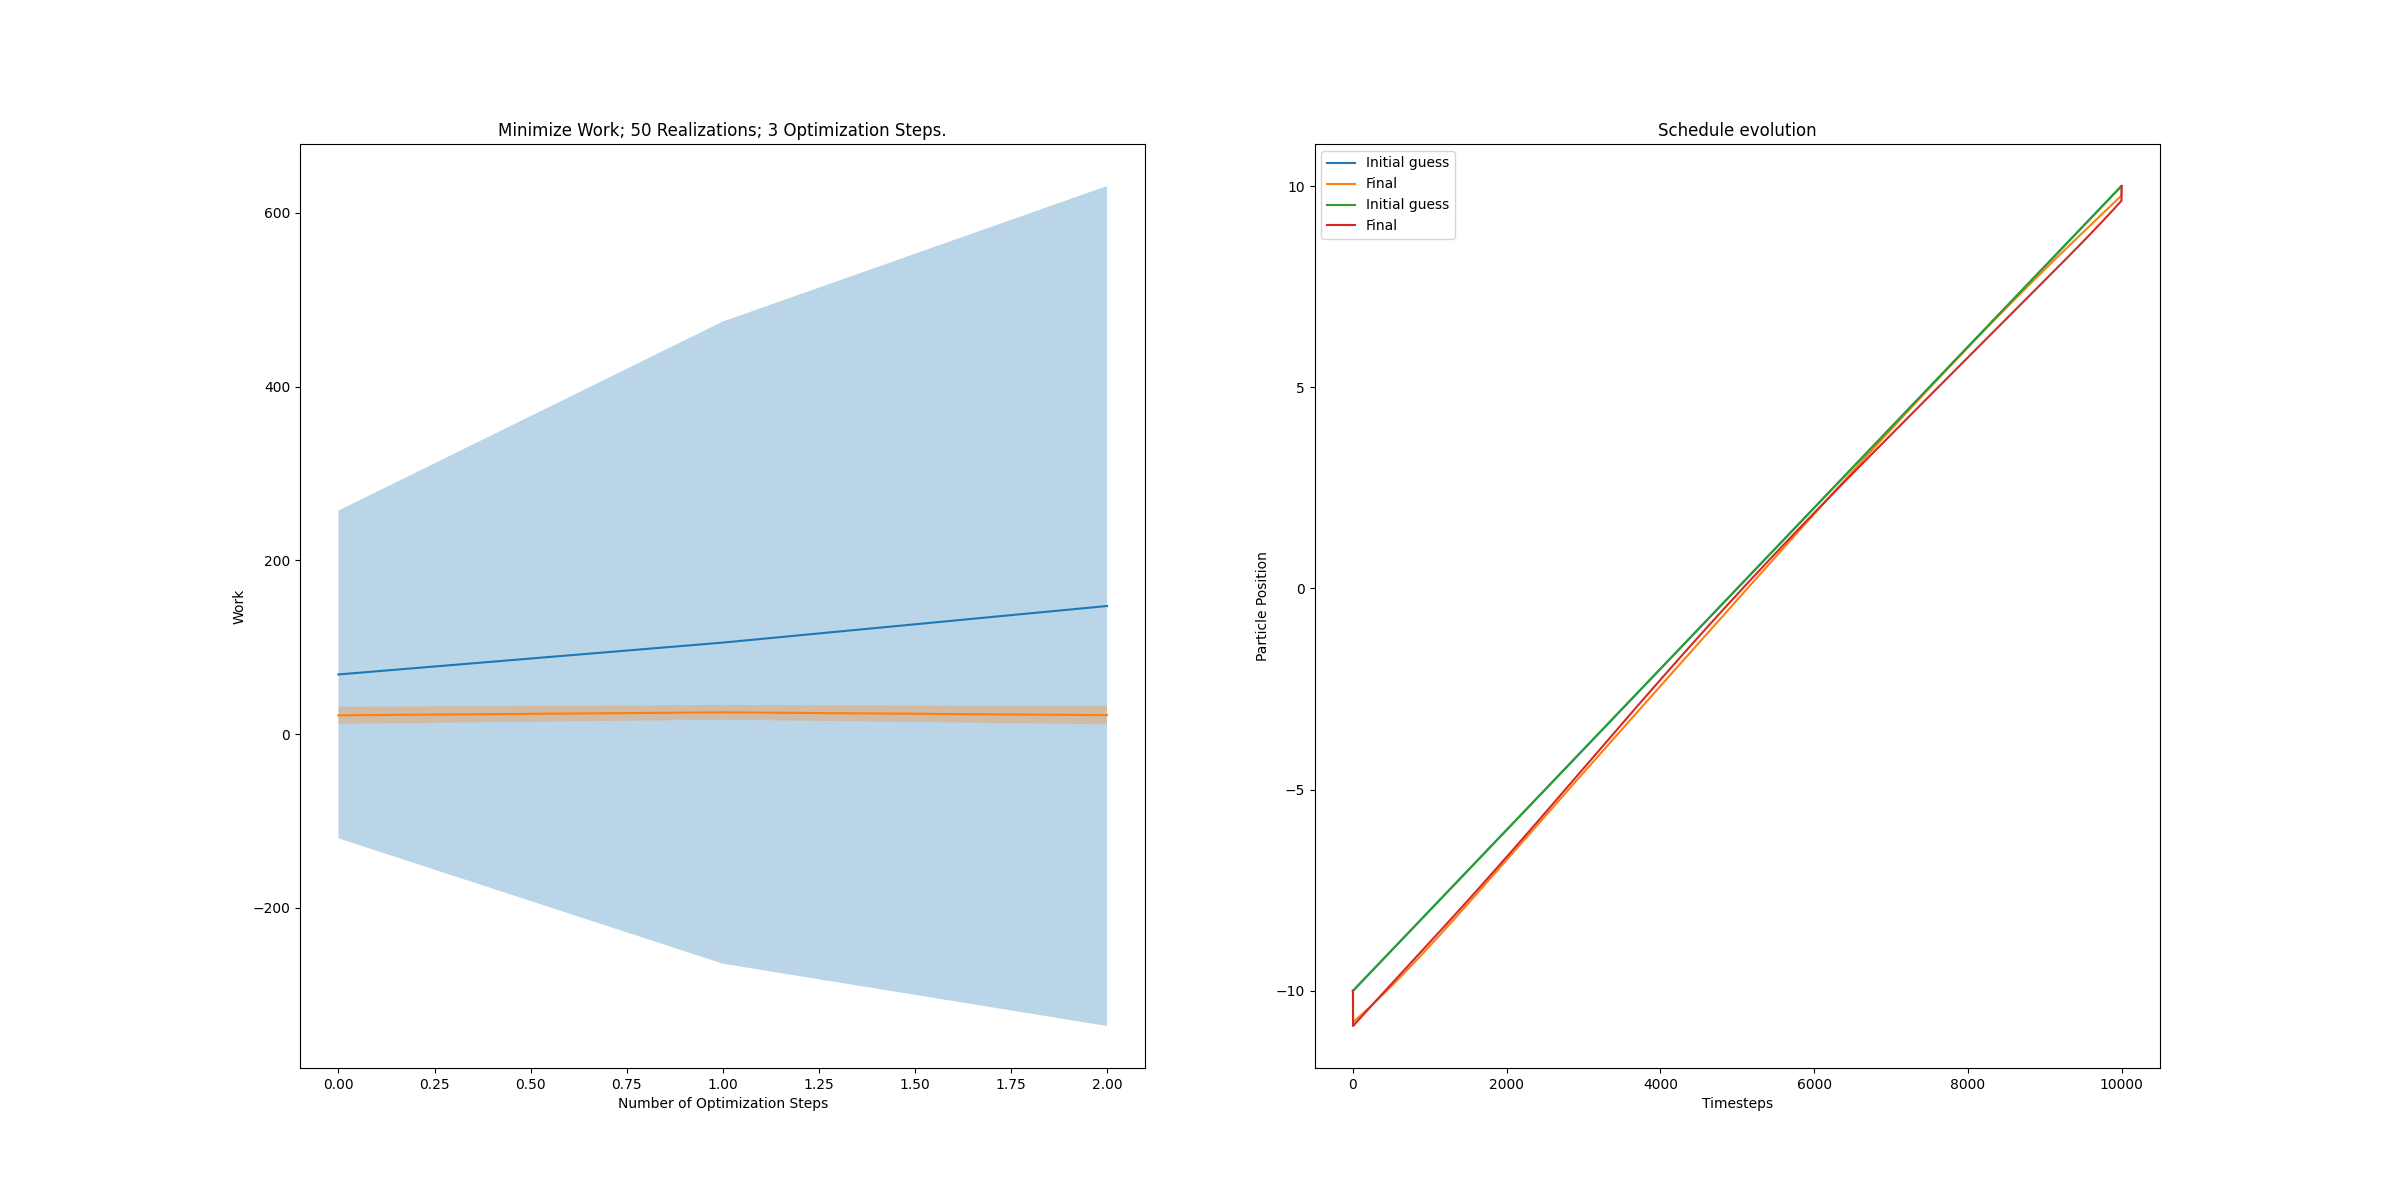 Minimize Work; 50 Realizations; 3 Optimization Steps.
600
400
200
0
−200
Work
0.00 0.25 0.50 0.75 1.00 1.25 1.50 1.75 2.00
Number of Optimization Steps
Schedule evolution
Initial guess
Final
Initial guess
Final
10
5
0
−5
−10
Particle Position
0 2000 4000 6000 8000 10000
Timesteps